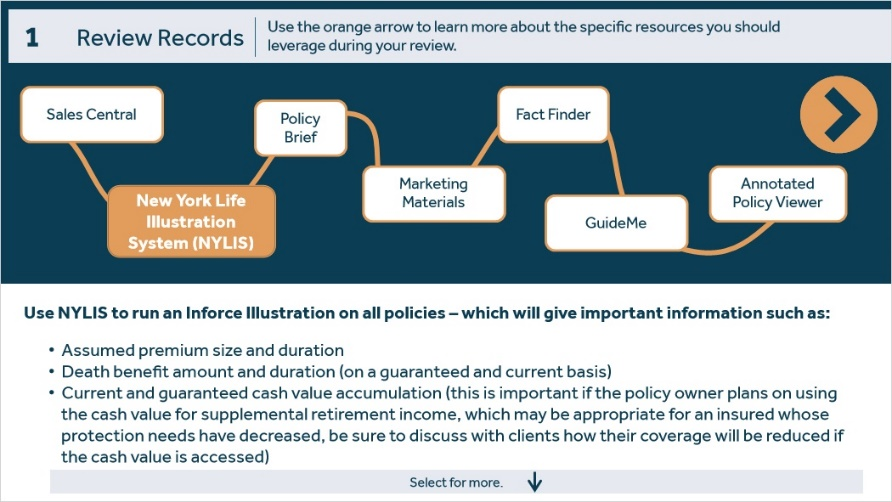 1 Review Records
Use the orange arrow to learn more about the specific resources you should
leverage during your review.
Sales Central
New York Life
Illustration
System (NYLIS)
Policy
Brief
Marketing
Materials
Fact Finder
GuideMe
Annotated
Policy Viewer
Use NYLIS to run an Inforce Illustration on all policies – which will give important information such as:
• Assumed premium size and duration
• Death benefit amount and duration (on a guaranteed and current basis)
• Current and guaranteed cash value accumulation (this is important if the policy owner plans on using
the cash value for supplemental retirement income, which may be appropriate for an insured whose
protection needs have decreased, be sure to discuss with clients how their coverage will be reduced if
the cash value is accessed)
Select for more.